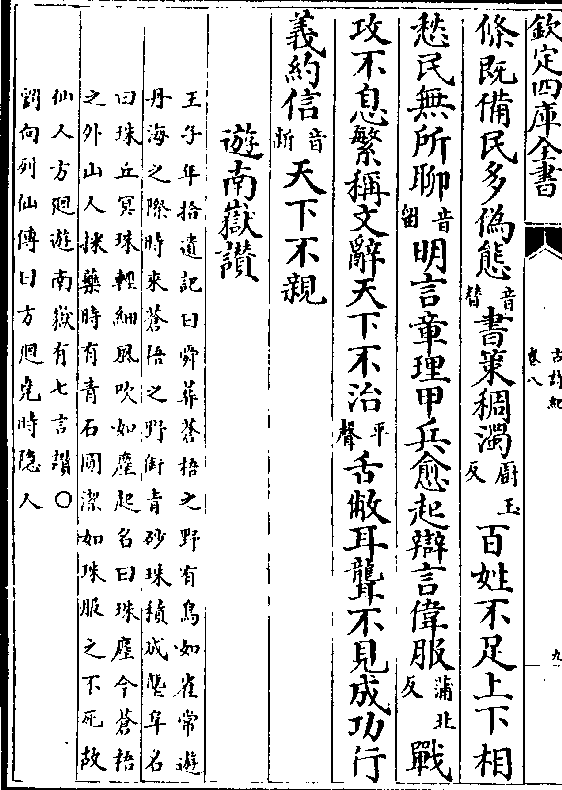 欽定四庫全書
古詩紀
卷八
九
條既備民多偽態音替書策稠濁厨玉反百姓不足上下相
愁民無所聊音留明言章理甲兵愈起辯言偉服蒲北反戰
攻不息繁稱文辭天下不治平聲舌敝耳聾不見成功行
義約信音新天下不親
遊南嶽讃
王子年拾遺記曰舜葬蒼梧之野有鳥如雀常遊
丹海之際時來蒼梧之野銜青砂珠積成壟阜名
曰珠丘冥珠輕細風吹如塵起名曰珠塵今蒼梧
之外山人採藥時有青石圓潔如珠服之不死故
仙人方廻遊南嶽有七言讃〇
劉向列仙傳曰方廻堯時隱人